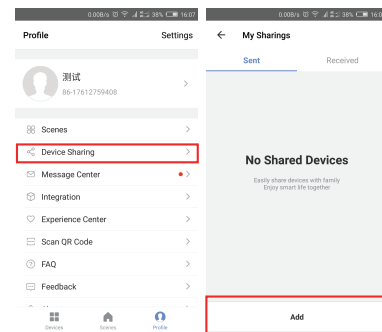 0.00B/s 38% 16:07
Profile
Settings
测试
86-17612759408
Scenes
Device Sharing
Message Center
Integration
Experience Center
Scan QR Code
FAQ
Feedback
Devices
Scenes
Profile
0.00B/s 38% 16:0
My Sharings
Sent
Received
No Shared Devices
Easily share devices with family
Enjoy smart life together
Add